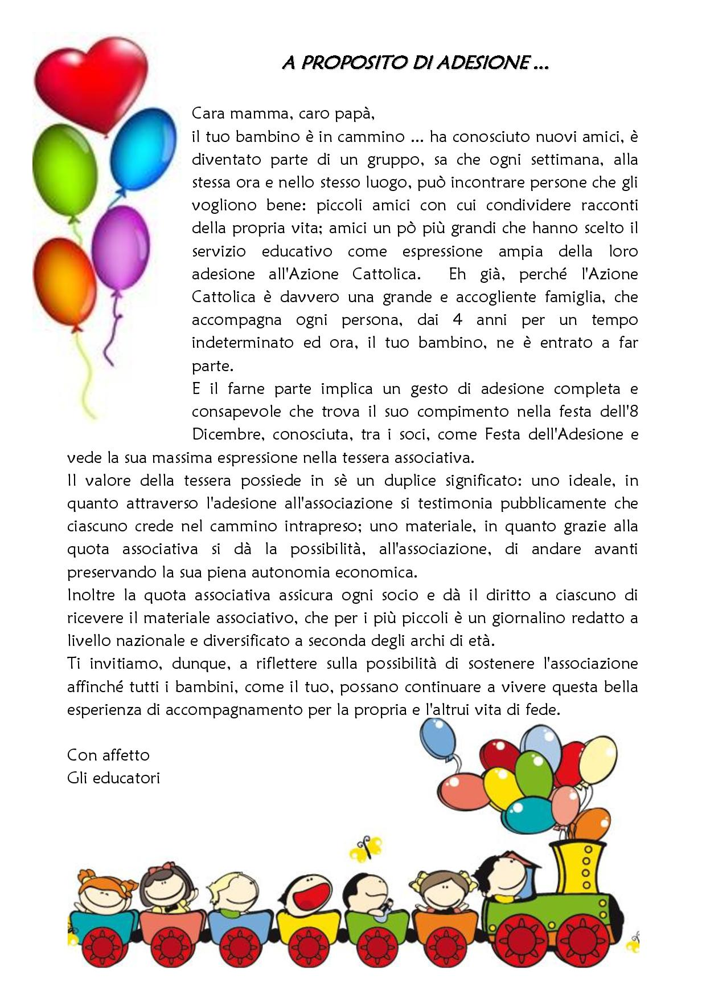 A PROPOSITO DI ADESIONE ...
Cara mamma, caro papà,
il tuo bambino è in cammino ... ha conosciuto nuovi amici, è
diventato parte di un gruppo, sa che ogni settimana, alla
stessa ora e nello stesso luogo, può incontrare persone che gli
vogliono bene: piccoli amici con cui condividere racconti
della propria vita; amici un pò più grandi che hanno scelto il
servizio educativo come espressione ampia della loro
adesione all'Azione Cattolica. Eh già, perché l'Azione
Cattolica è davvero una grande e accogliente famiglia, che
accompagna ogni persona, dai 4 anni per un tempo
indeterminato ed ora, il tuo bambino, ne è entrato a far
parte.
E il farne parte implica un gesto di adesione completa e
consapevole che trova il suo compimento nella festa dell'8
Dicembre, conosciuta, tra i soci, come Festa dell'Adesione e
vede la sua massima espressione nella tessera associativa.
Il valore della tessera possiede in sè un duplice significato: uno ideale, in
quanto attraverso l'adesione all'associazione si testimonia pubblicamente che
ciascuno crede nel cammino intrapreso; uno materiale, in quanto grazie alla
quota associativa si dà la possibilità, all'associazione, di andare avanti
preservando la sua piena autonomia economica.
Inoltre la quota associativa assicura ogni socio e dà il diritto a ciascuno di
ricevere il materiale associativo, che per i più piccoli è un giornalino redatto a
livello nazionale e diversificato a seconda degli archi di età.
Ti invitiamo, dunque, a riflettere sulla possibilità di sostenere l'associazione
affinché tutti i bambini, come il tuo, possano continuare a vivere questa bella
esperienza di accompagnamento per la propria e l'altrui vita di fede.
Con affetto
Gli educatori